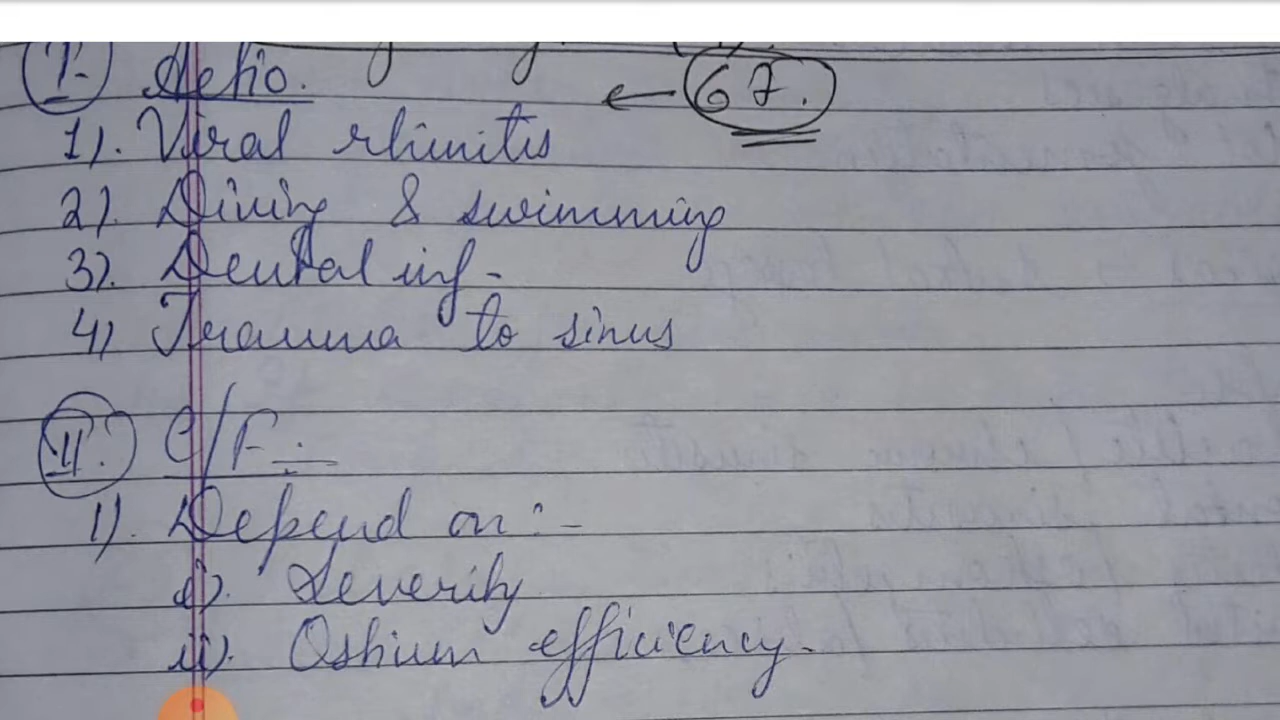 I. Aetio. ← 67.
1). Viral rhinitis
2). Diving & swimming
3). Dental inf -
4) Trauma to sinus
II. C/F :-
1). Depend on :-
i). Severity
ii). Ostium efficiency.